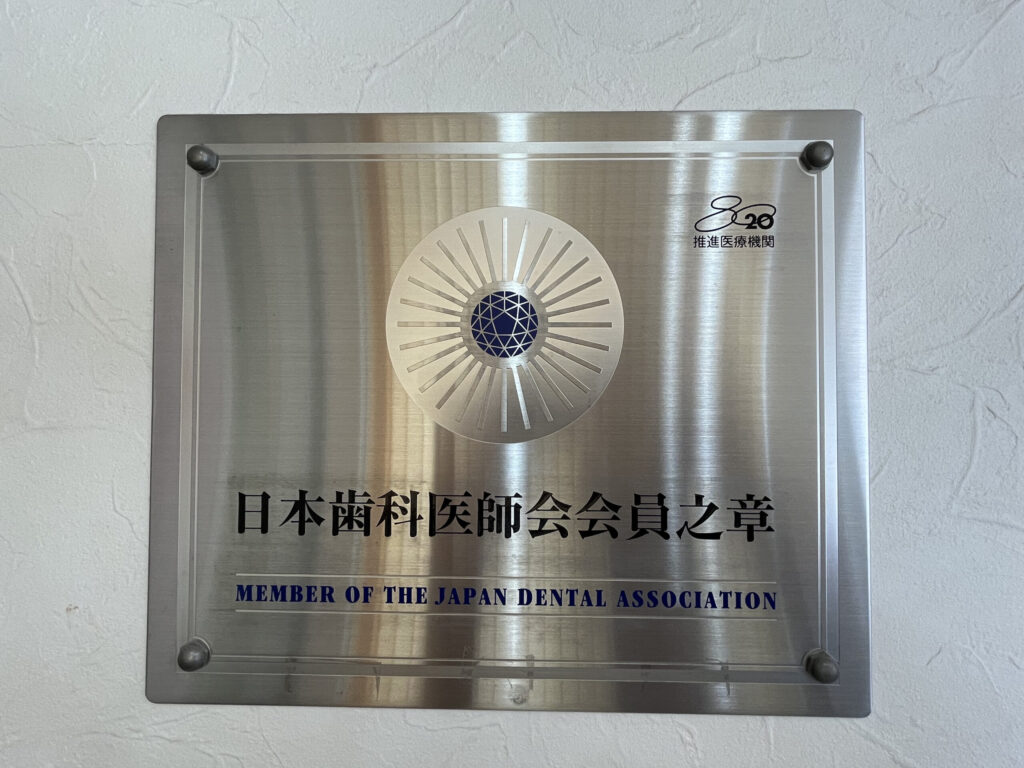 8020
推進医療機関
日本歯科医師会会員之章
MEMBER OF THE JAPAN DENTAL ASSOCIATION